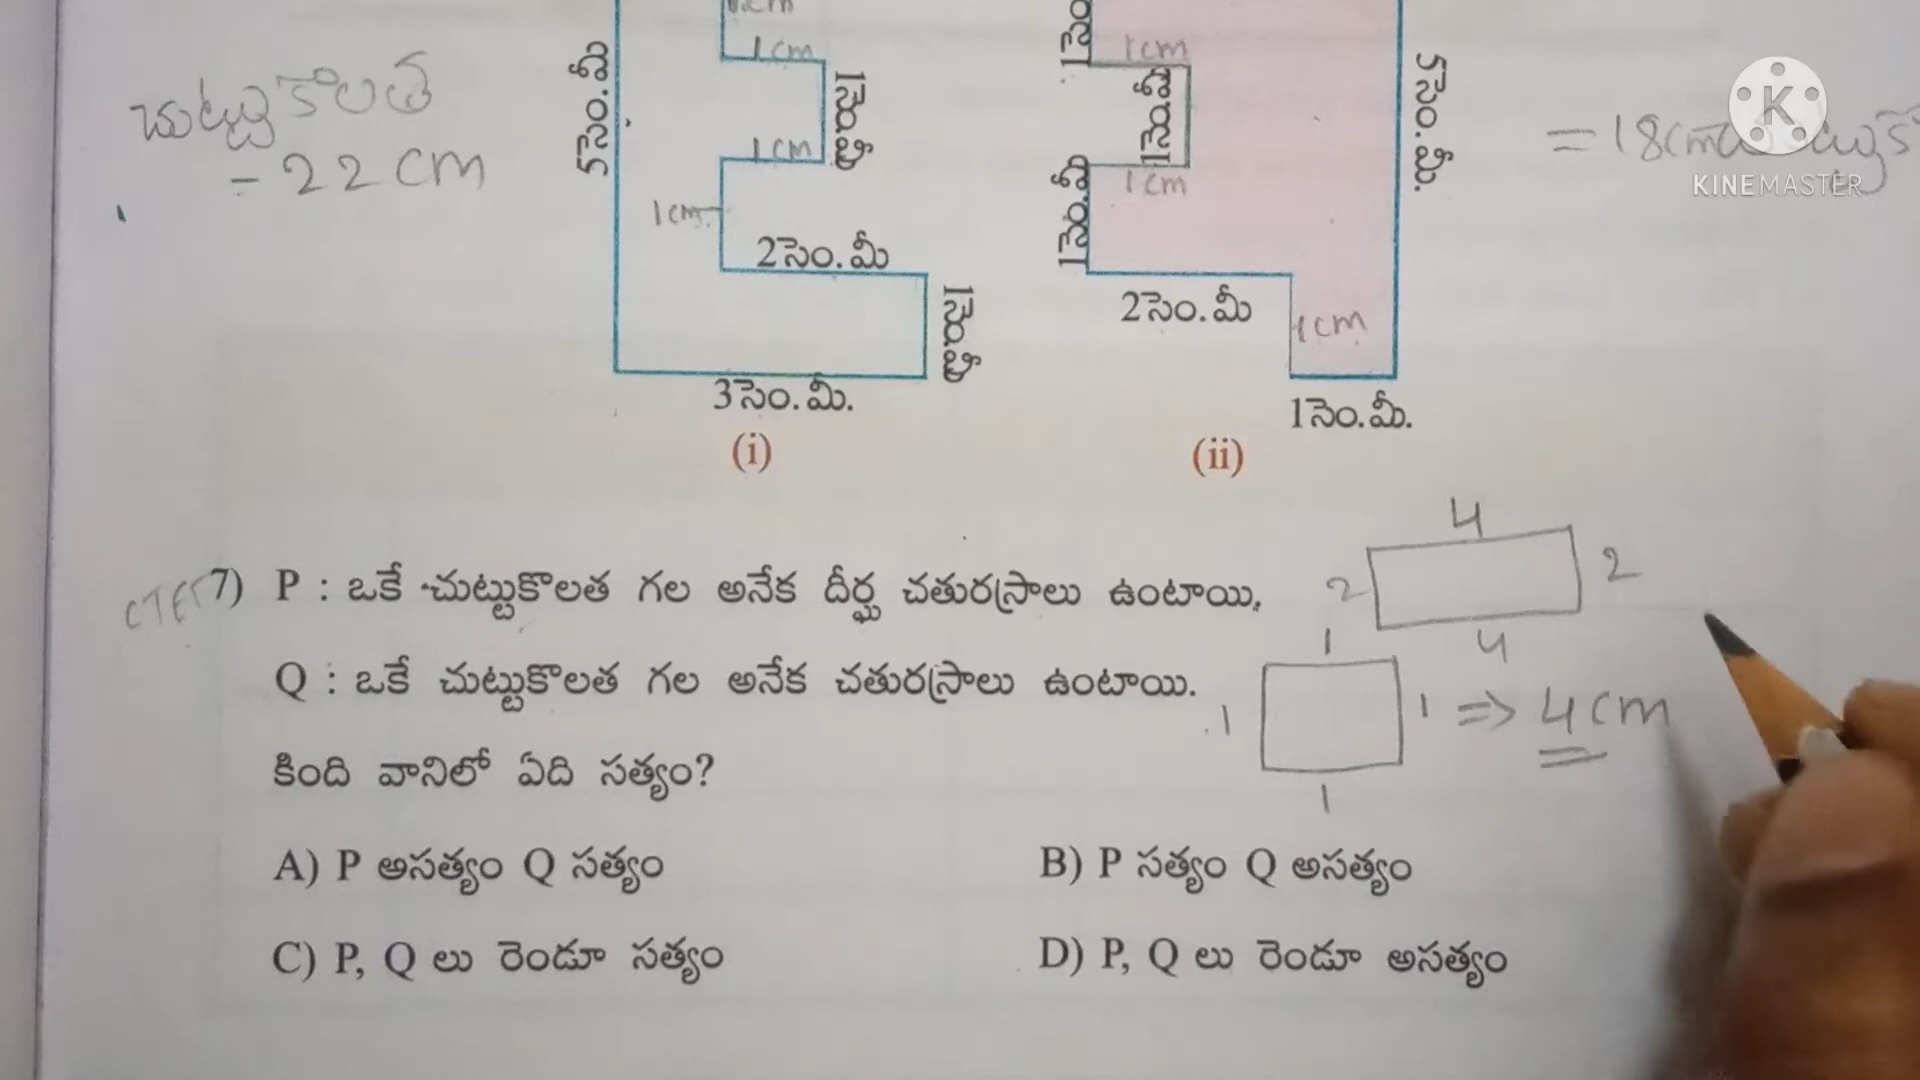 1cm
1cm 1cm
5సెం.మీ 1సెం.మీ 1సెం.మీ 5సెం.మీ.
చుట్టుకొలత
KINEMASTER
= 22 cm
= 18cm
1cm 1cm
1cm 1సెం.మీ
2సెం.మీ 1సెం.మీ
2సెం.మీ 1cm
3సెం.మీ. 1సెం.మీ.
(i) (ii)
4
CTET 7) P : ఒకే చుట్టుకొలత గల అనేక దీర్ఘ చతురస్రాలు ఉంటాయి, 2 2
1 4
Q : ఒకే చుట్టుకొలత గల అనేక చతురస్రాలు ఉంటాయి. 1 1 => 4cm
కింది వానిలో ఏది సత్యం? 1
A) P అసత్యం Q సత్యం B) P సత్యం Q అసత్యం
C) P, Q లు రెండూ సత్యం D) P, Q లు రెండూ అసత్యం